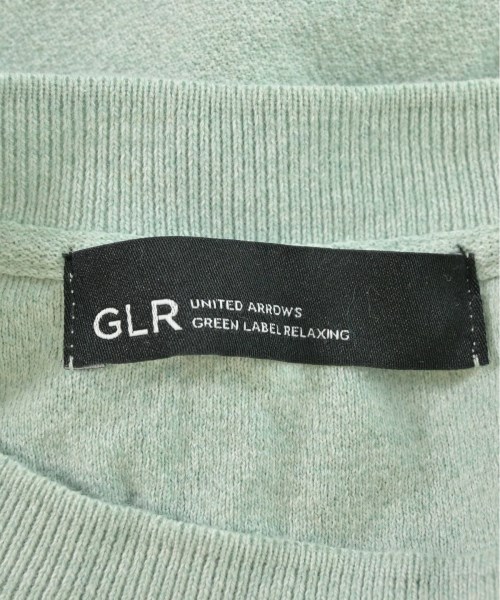 GLR
UNITED ARROWS
GREEN LABEL RELAXING